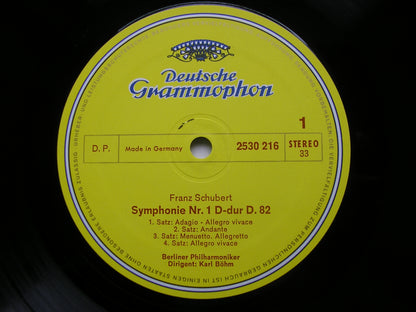 Deutsche
Grammophon
1
D.P.
Made in Germany
2530 216
STEREO
33
Franz Schubert
Symphonie Nr. 1 D-dur D. 82
1. Satz: Adagio - Allegro vivace
2. Satz: Andante
3. Satz: Menuetto. Allegretto
4. Satz: Allegro vivace
Berliner Philharmoniker
Dirigent: Karl Böhm